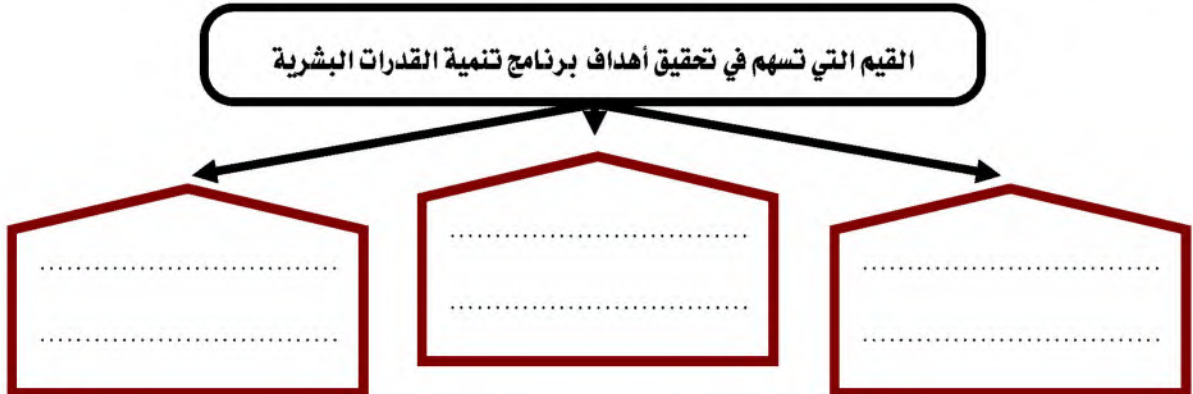 القيم التي تسهم في تحقيق أهداف برنامج تنمية القدرات البشرية